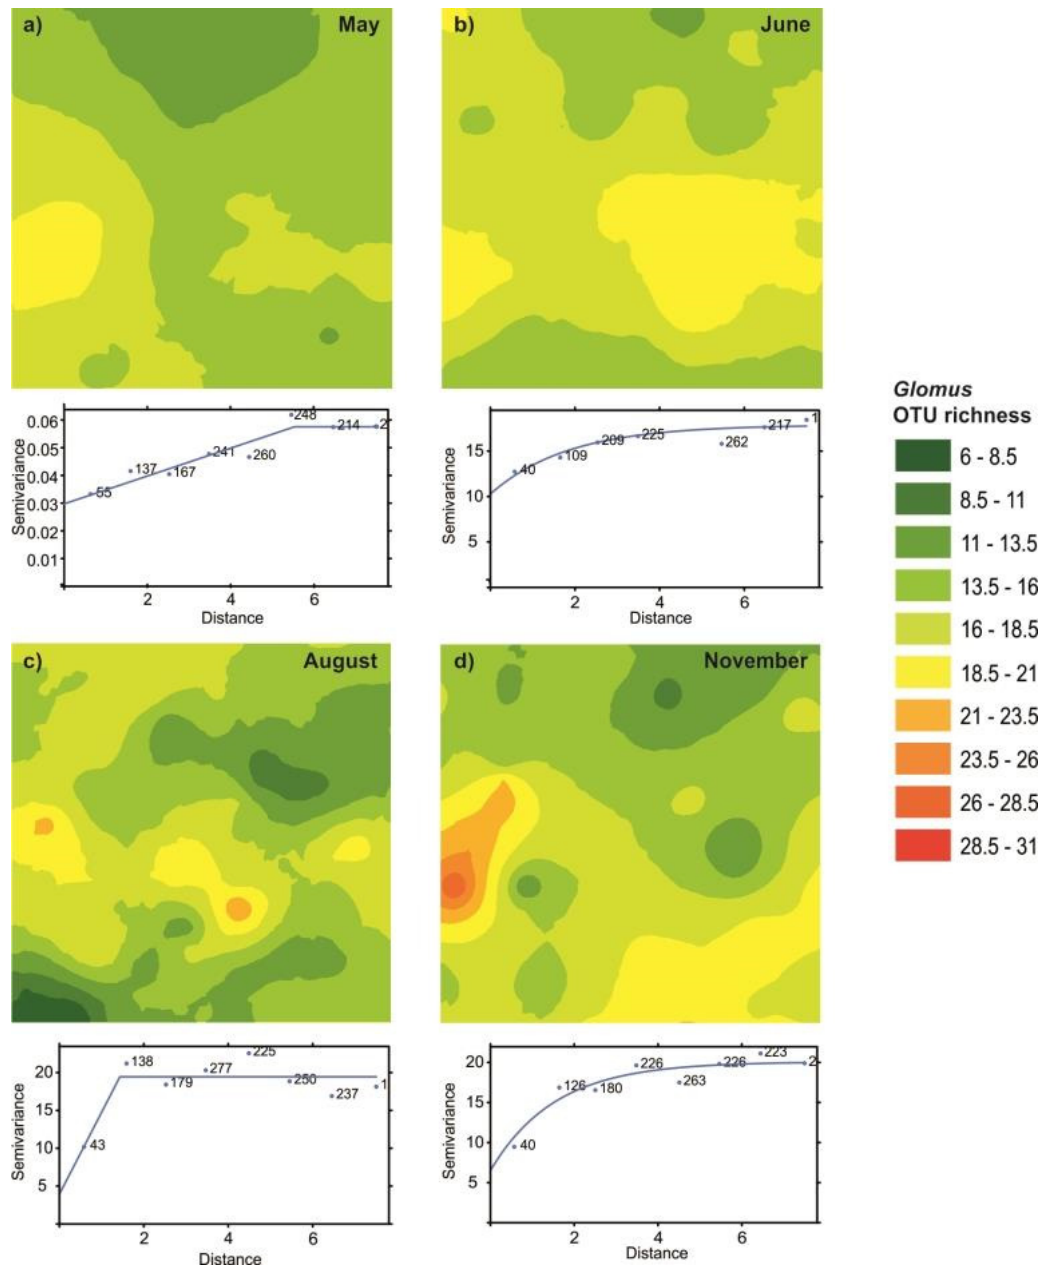 a) May
b) June
0.06
0.05
0.04
0.03
0.02
0.01
Semivariance
55
137
167
241
260
248
214
2
2 4 6
Distance
15
10
5
Semivariance
40
109
209
225
262
217
1
2 4 6
Distance
Glomus
OTU richness
6 - 8.5
8.5 - 11
11 - 13.5
13.5 - 16
16 - 18.5
18.5 - 21
21 - 23.5
23.5 - 26
26 - 28.5
28.5 - 31
c) August
d) November
20
15
10
5
Semivariance
43
138
179
277
225
250
237
1
2 4 6
Distance
20
15
10
5
Semivariance
40
126
180
226
263
226
223
2
2 4 6
Distance